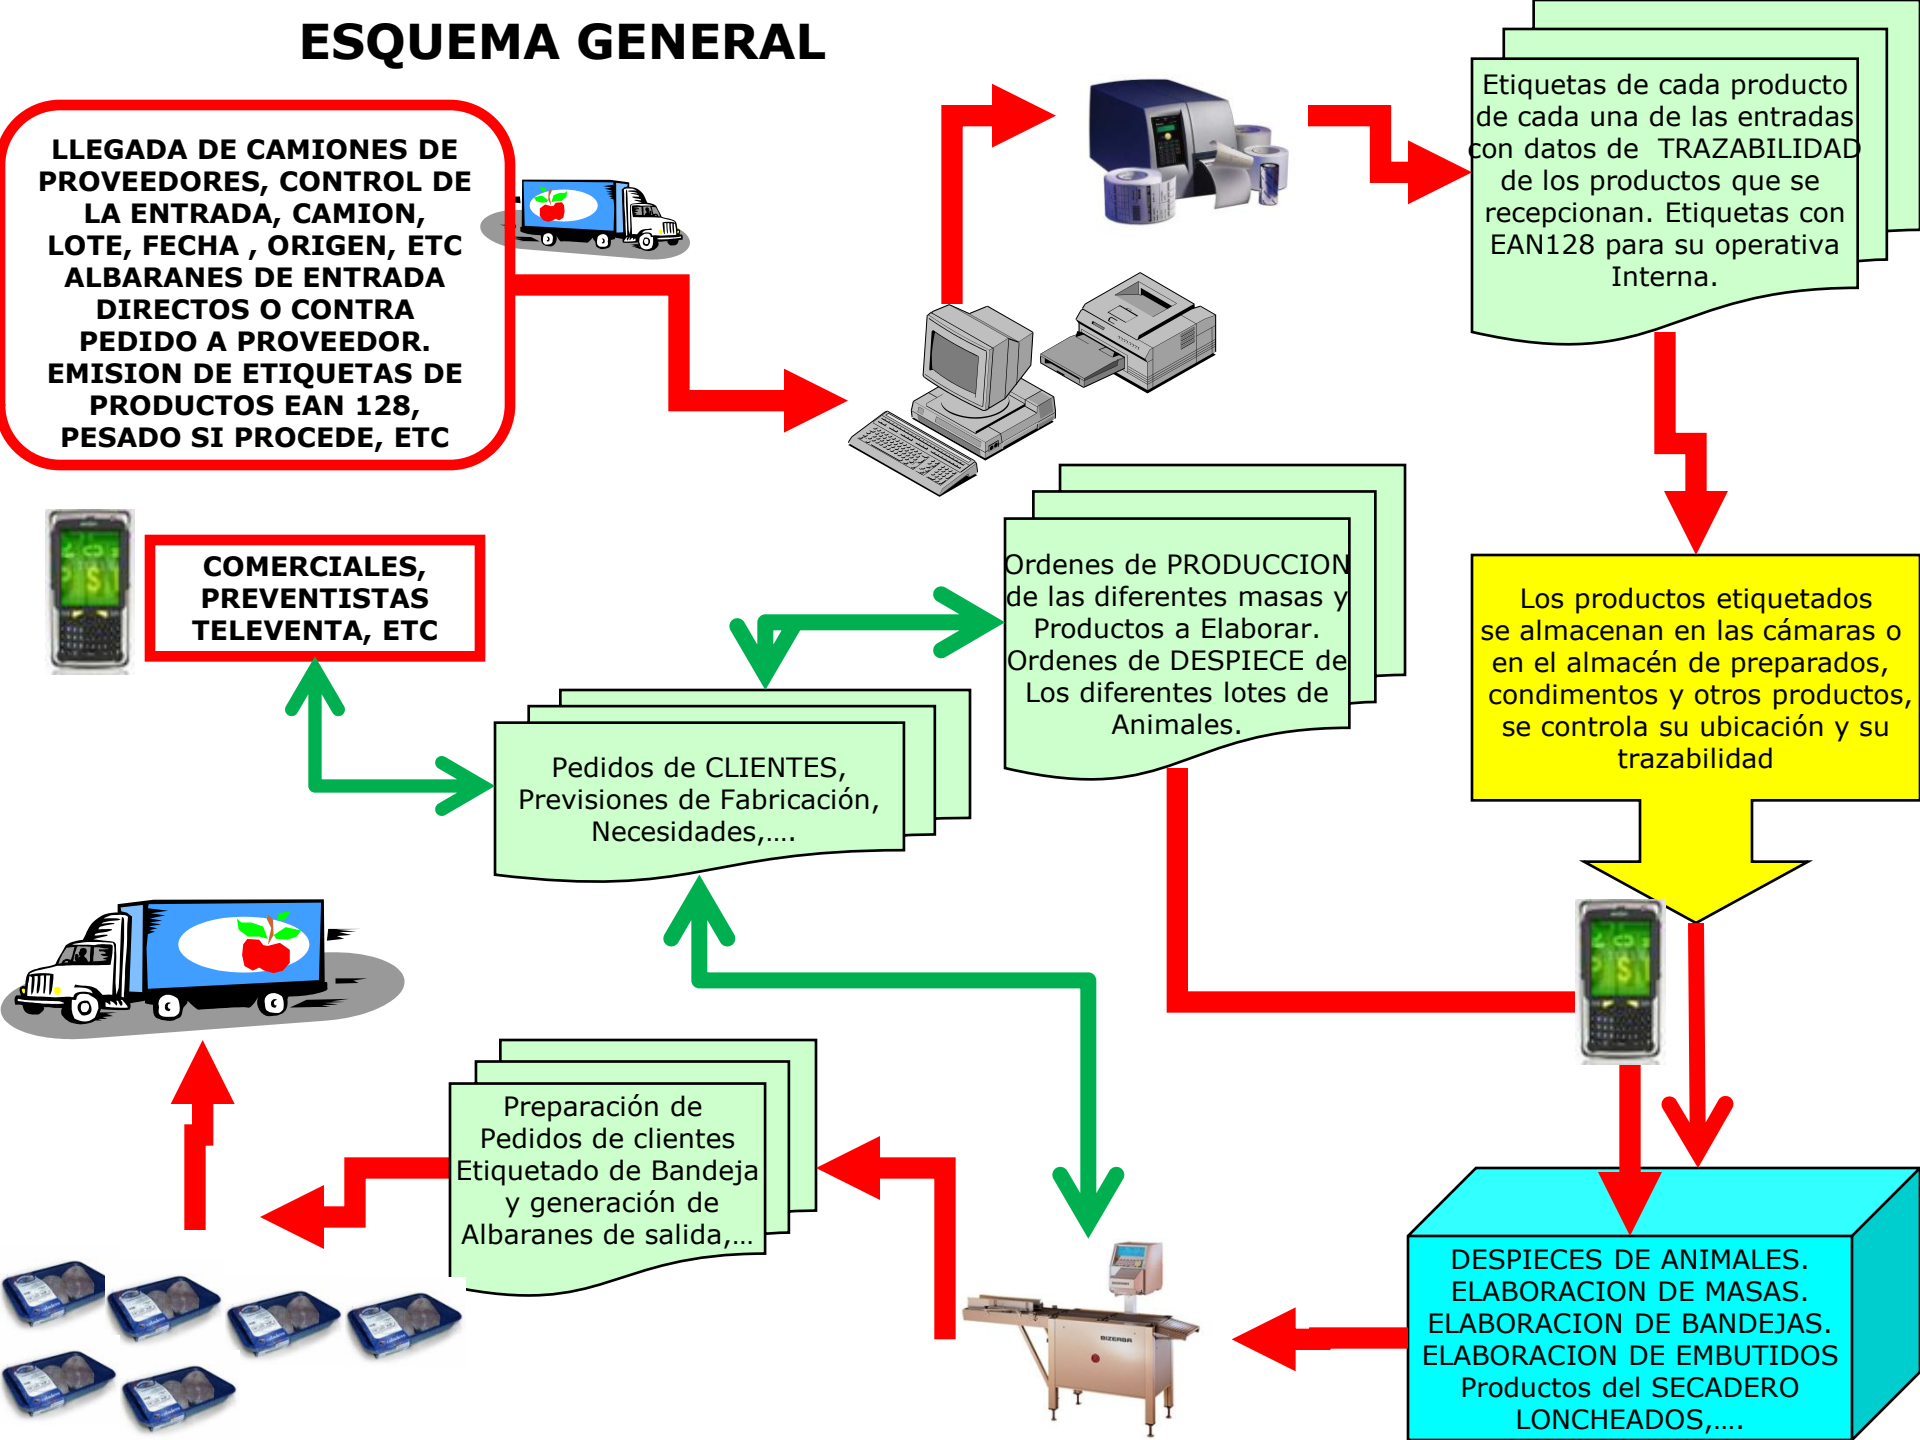 ESQUEMA GENERAL
LLEGADA DE CAMIONES DE
PROVEEDORES, CONTROL DE
LA ENTRADA, CAMION,
LOTE, FECHA , ORIGEN, ETC
ALBARANES DE ENTRADA
DIRECTOS O CONTRA
PEDIDO A PROVEEDOR.
EMISION DE ETIQUETAS DE
PRODUCTOS EAN 128,
PESADO SI PROCEDE, ETC
Etiquetas de cada producto
de cada una de las entradas
con datos de TRAZABILIDAD
de los productos que se
recepcionan. Etiquetas con
EAN128 para su operativa
Interna.
COMERCIALES,
PREVENTISTAS
TELEVENTA, ETC
Ordenes de PRODUCCION
de las diferentes masas y
Productos a Elaborar.
Ordenes de DESPIECE de
Los diferentes lotes de
Animales.
Los productos etiquetados
se almacenan en las cámaras o
en el almacén de preparados,
condimentos y otros productos,
se controla su ubicación y su
trazabilidad
Pedidos de CLIENTES,
Previsiones de Fabricación,
Necesidades,....
Preparación de
Pedidos de clientes
Etiquetado de Bandeja
y generación de
Albaranes de salida,...
BIZERBA
DESPIECES DE ANIMALES.
ELABORACION DE MASAS.
ELABORACION DE BANDEJAS.
ELABORACION DE EMBUTIDOS
Productos del SECADERO
LONCHEADOS,....